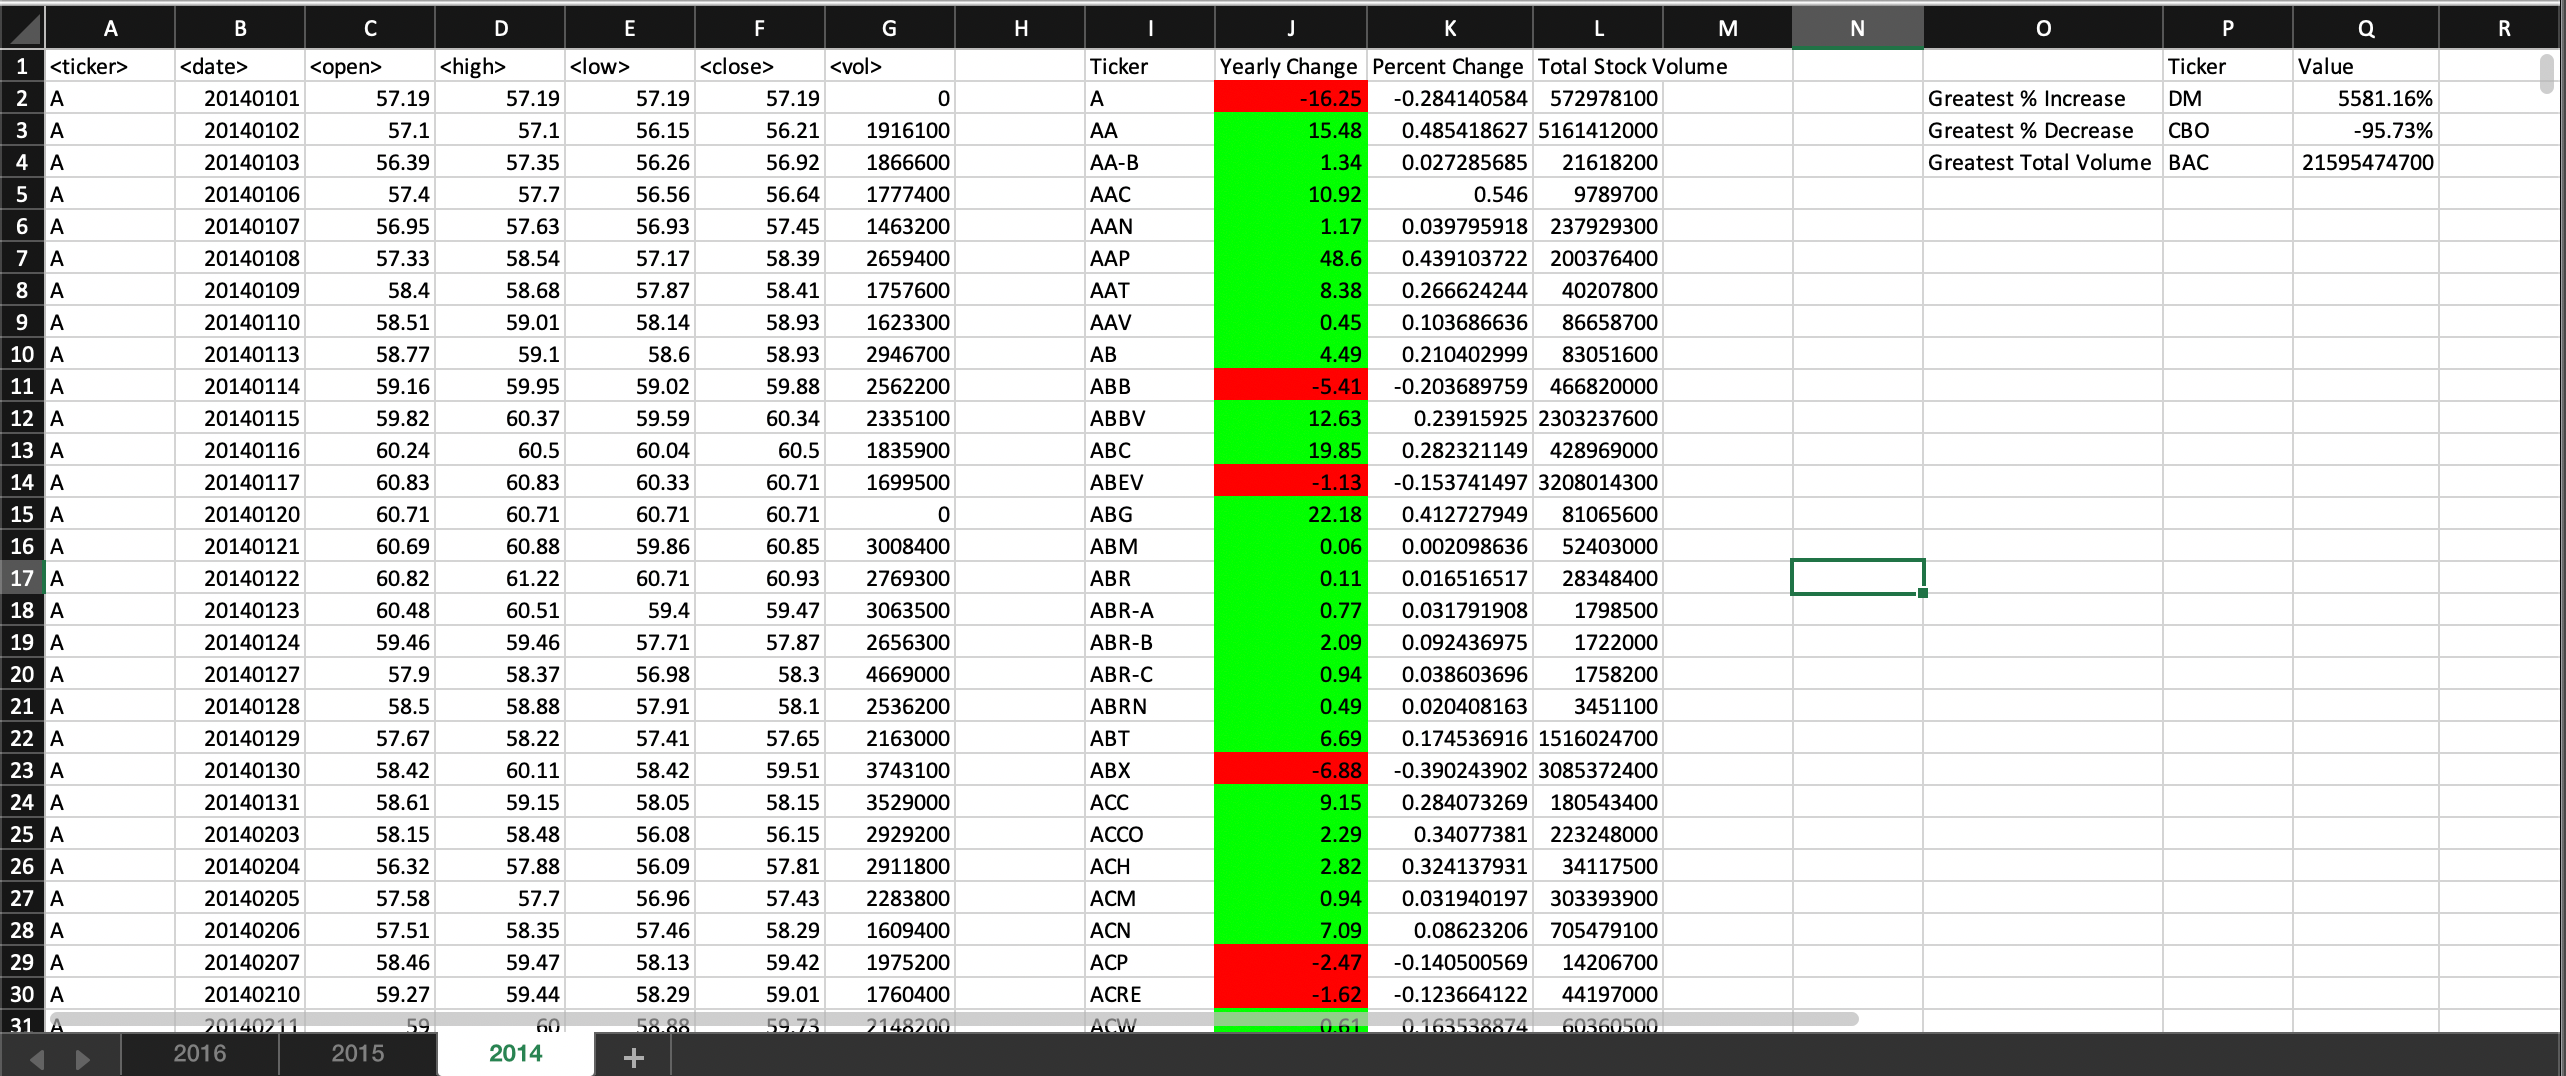 A B C D E F G H I J K L M N O P Q R
1 <ticker> <date> <open> <high> <low> <close> <vol> Ticker Yearly Change Percent Change Total Stock Volume Ticker Value
2 A 20140101 57.19 57.19 57.19 57.19 0 A -16.25 -0.284140584 572978100 Greatest % Increase DM 5581.16%
3 A 20140102 57.1 57.1 56.15 56.21 1916100 AA 15.48 0.485418627 5161412000 Greatest % Decrease CBO -95.73%
4 A 20140103 56.39 57.35 56.26 56.92 1866600 AA-B 1.34 0.027285685 21618200 Greatest Total Volume BAC 21595474700
5 A 20140106 57.4 57.7 56.56 56.64 1777400 AAC 10.92 0.546 9789700
6 A 20140107 56.95 57.63 56.93 57.45 1463200 AAN 1.17 0.039795918 237929300
7 A 20140108 57.33 58.54 57.17 58.39 2659400 AAP 48.6 0.439103722 200376400
8 A 20140109 58.4 58.68 57.87 58.41 1757600 AAT 8.38 0.266624244 40207800
9 A 20140110 58.51 59.01 58.14 58.93 1623300 AAV 0.45 0.103686636 86658700
10 A 20140113 58.77 59.1 58.6 58.93 2946700 AB 4.49 0.210402999 83051600
11 A 20140114 59.16 59.95 59.02 59.88 2562200 ABB -5.41 -0.203689759 466820000
12 A 20140115 59.82 60.37 59.59 60.34 2335100 ABBV 12.63 0.23915925 2303237600
13 A 20140116 60.24 60.5 60.04 60.5 1835900 ABC 19.85 0.282321149 428969000
14 A 20140117 60.83 60.83 60.33 60.71 1699500 ABEV -1.13 -0.153741497 3208014300
15 A 20140120 60.71 60.71 60.71 60.71 0 ABG 22.18 0.412727949 81065600
16 A 20140121 60.69 60.88 59.86 60.85 3008400 ABM 0.06 0.002098636 52403000
17 A 20140122 60.82 61.22 60.71 60.93 2769300 ABR 0.11 0.016516517 28348400
18 A 20140123 60.48 60.51 59.4 59.47 3063500 ABR-A 0.77 0.031791908 1798500
19 A 20140124 59.46 59.46 57.71 57.87 2656300 ABR-B 2.09 0.092436975 1722000
20 A 20140127 57.9 58.37 56.98 58.3 4669000 ABR-C 0.94 0.038603696 1758200
21 A 20140128 58.5 58.88 57.91 58.1 2536200 ABRN 0.49 0.020408163 3451100
22 A 20140129 57.67 58.22 57.41 57.65 2163000 ABT 6.69 0.174536916 1516024700
23 A 20140130 58.42 60.11 58.42 59.51 3743100 ABX -6.88 -0.390243902 3085372400
24 A 20140131 58.61 59.15 58.05 58.15 3529000 ACC 9.15 0.284073269 180543400
25 A 20140203 58.15 58.48 56.08 56.15 2929200 ACCO 2.29 0.34077381 223248000
26 A 20140204 56.32 57.88 56.09 57.81 2911800 ACH 2.82 0.324137931 34117500
27 A 20140205 57.58 57.7 56.96 57.43 2283800 ACM 0.94 0.031940197 303393900
28 A 20140206 57.51 58.35 57.46 58.29 1609400 ACN 7.09 0.08623206 705479100
29 A 20140207 58.46 59.47 58.13 59.42 1975200 ACP -2.47 -0.140500569 14206700
30 A 20140210 59.27 59.44 58.29 59.01 1760400 ACRE -1.62 -0.123664122 44197000
31 A 20140211 59 60 58.88 59.73 2148200 ACW 0.61 0.163538874 60360500
2016 2015 2014 +